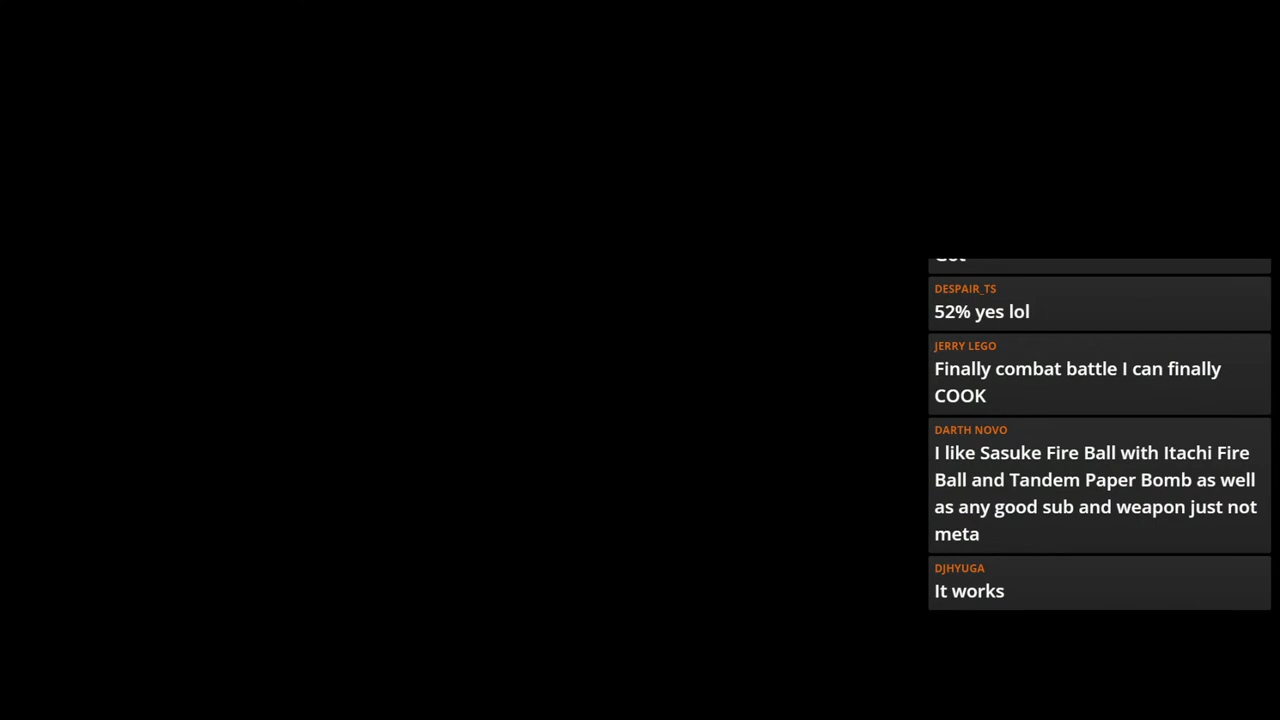 DESPAIR_TS
52% yes lol
JERRY LEGO
Finally combat battle I can finally
COOK
DARTH NOVO
I like Sasuke Fire Ball with Itachi Fire
Ball and Tandem Paper Bomb as well
as any good sub and weapon just not
meta
DJHYUGA
It works